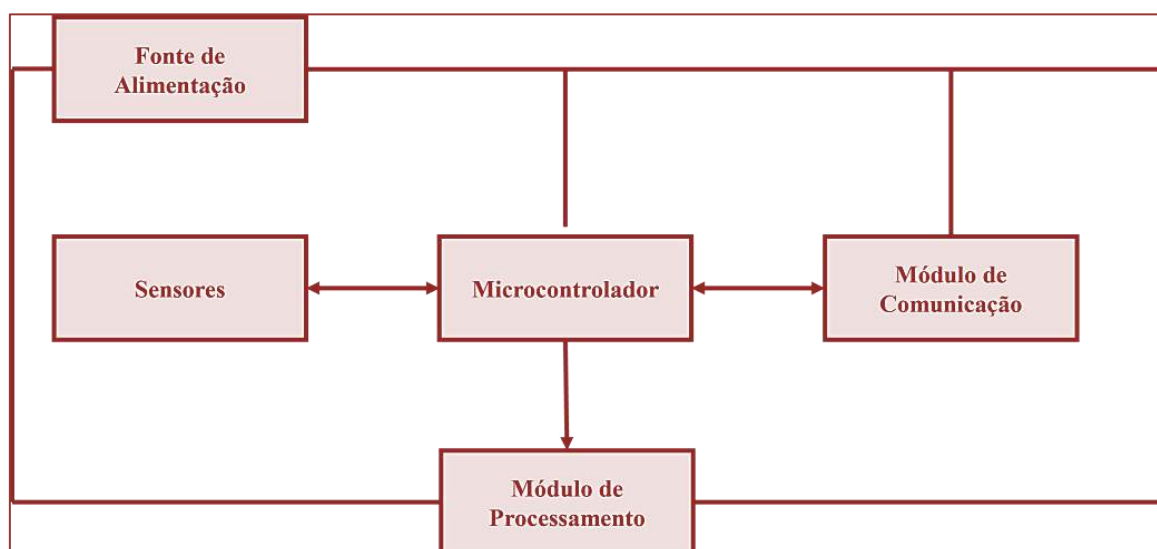 Fonte de
Alimentação
Sensores
Microcontrolador
Módulo de
Comunicação
Módulo de
Processamento